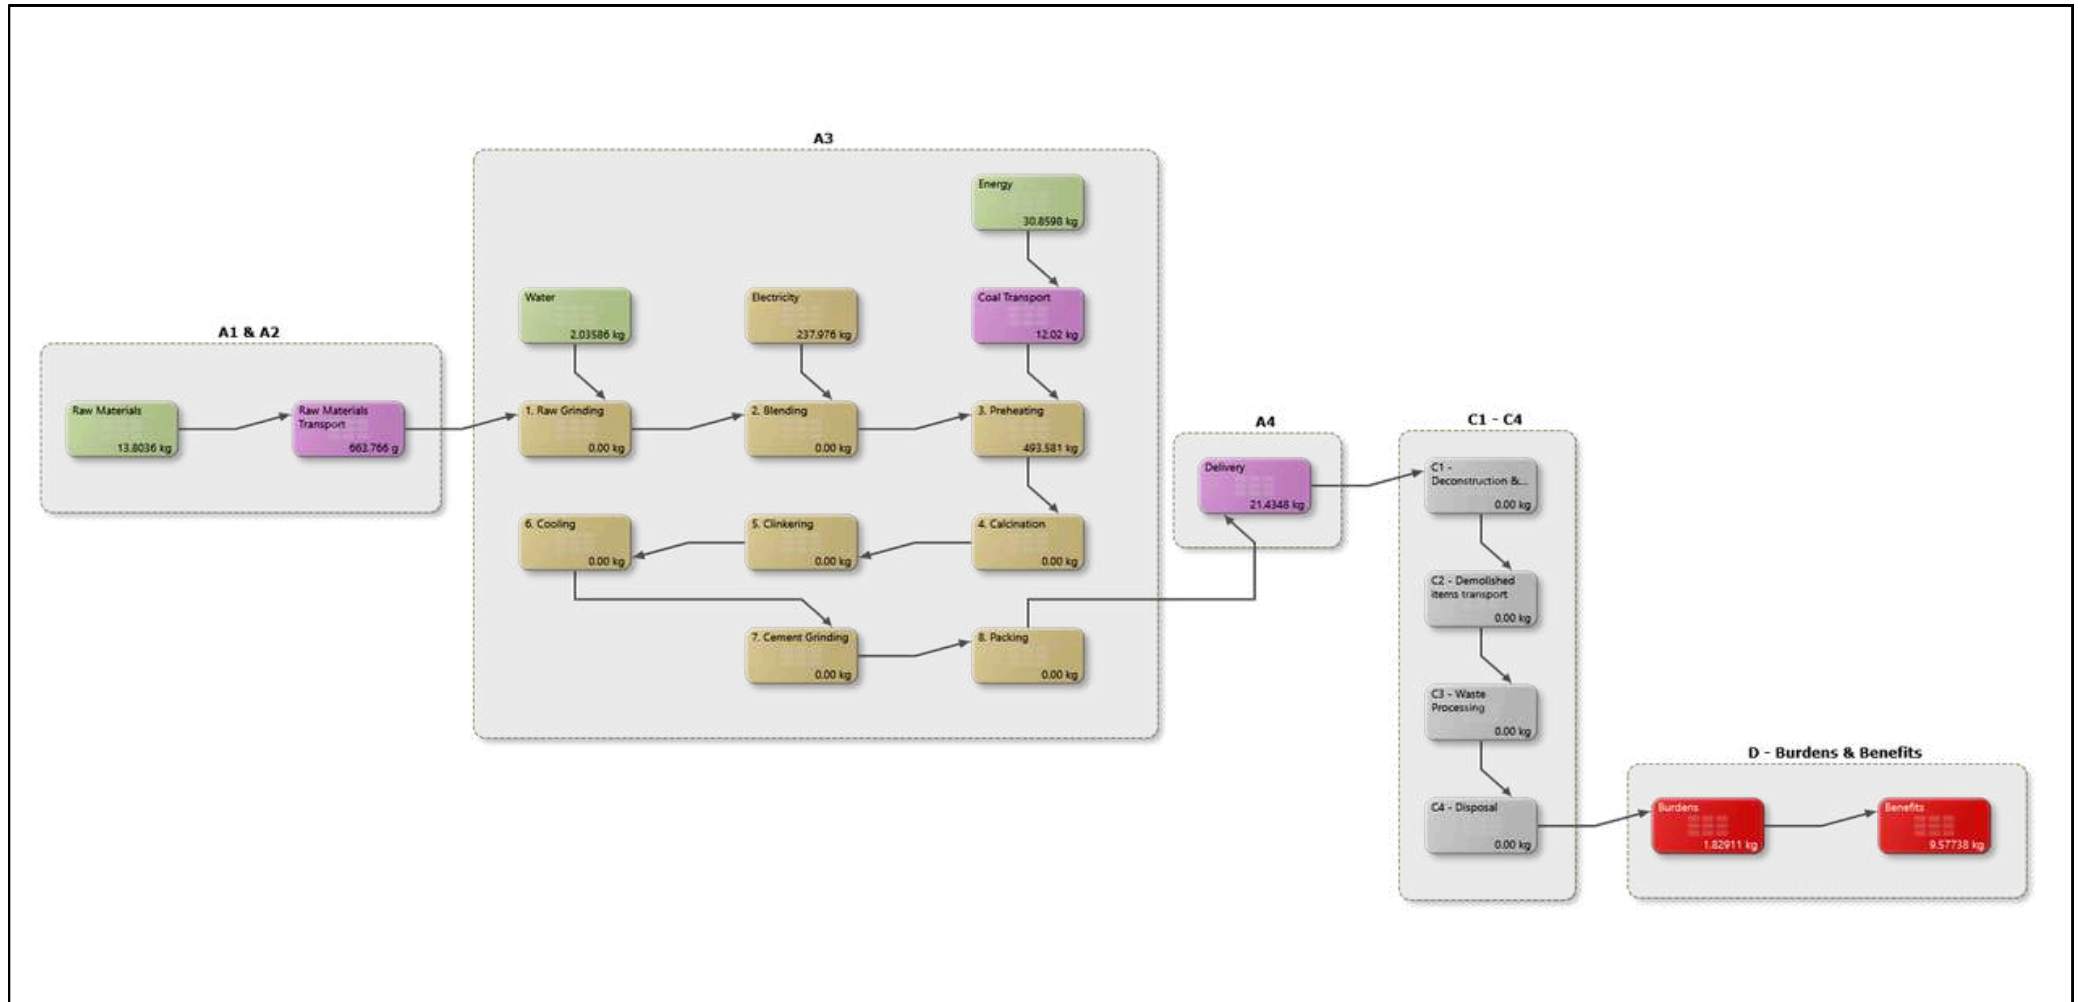 A1 & A2
Raw Materials
13.8036 kg
Raw Materials
Transport
663.766 g
A3
Energy
30.8598 kg
Water
2.03586 kg
Electricity
237.976 kg
Coal Transport
12.02 kg
1. Raw Grinding
0.00 kg
2. Blending
0.00 kg
3. Preheating
493.581 kg
6. Cooling
0.00 kg
5. Clinkering
0.00 kg
4. Calcination
0.00 kg
7. Cement Grinding
0.00 kg
8. Packing
0.00 kg
A4
Delivery
21.4348 kg
C1 - C4
C1 -
Deconstruction &...
0.00 kg
C2 - Demolished
items transport
0.00 kg
C3 - Waste
Processing
0.00 kg
C4 - Disposal
0.00 kg
D - Burdens & Benefits
Burdens
1.82911 kg
Benefits
9.57738 kg